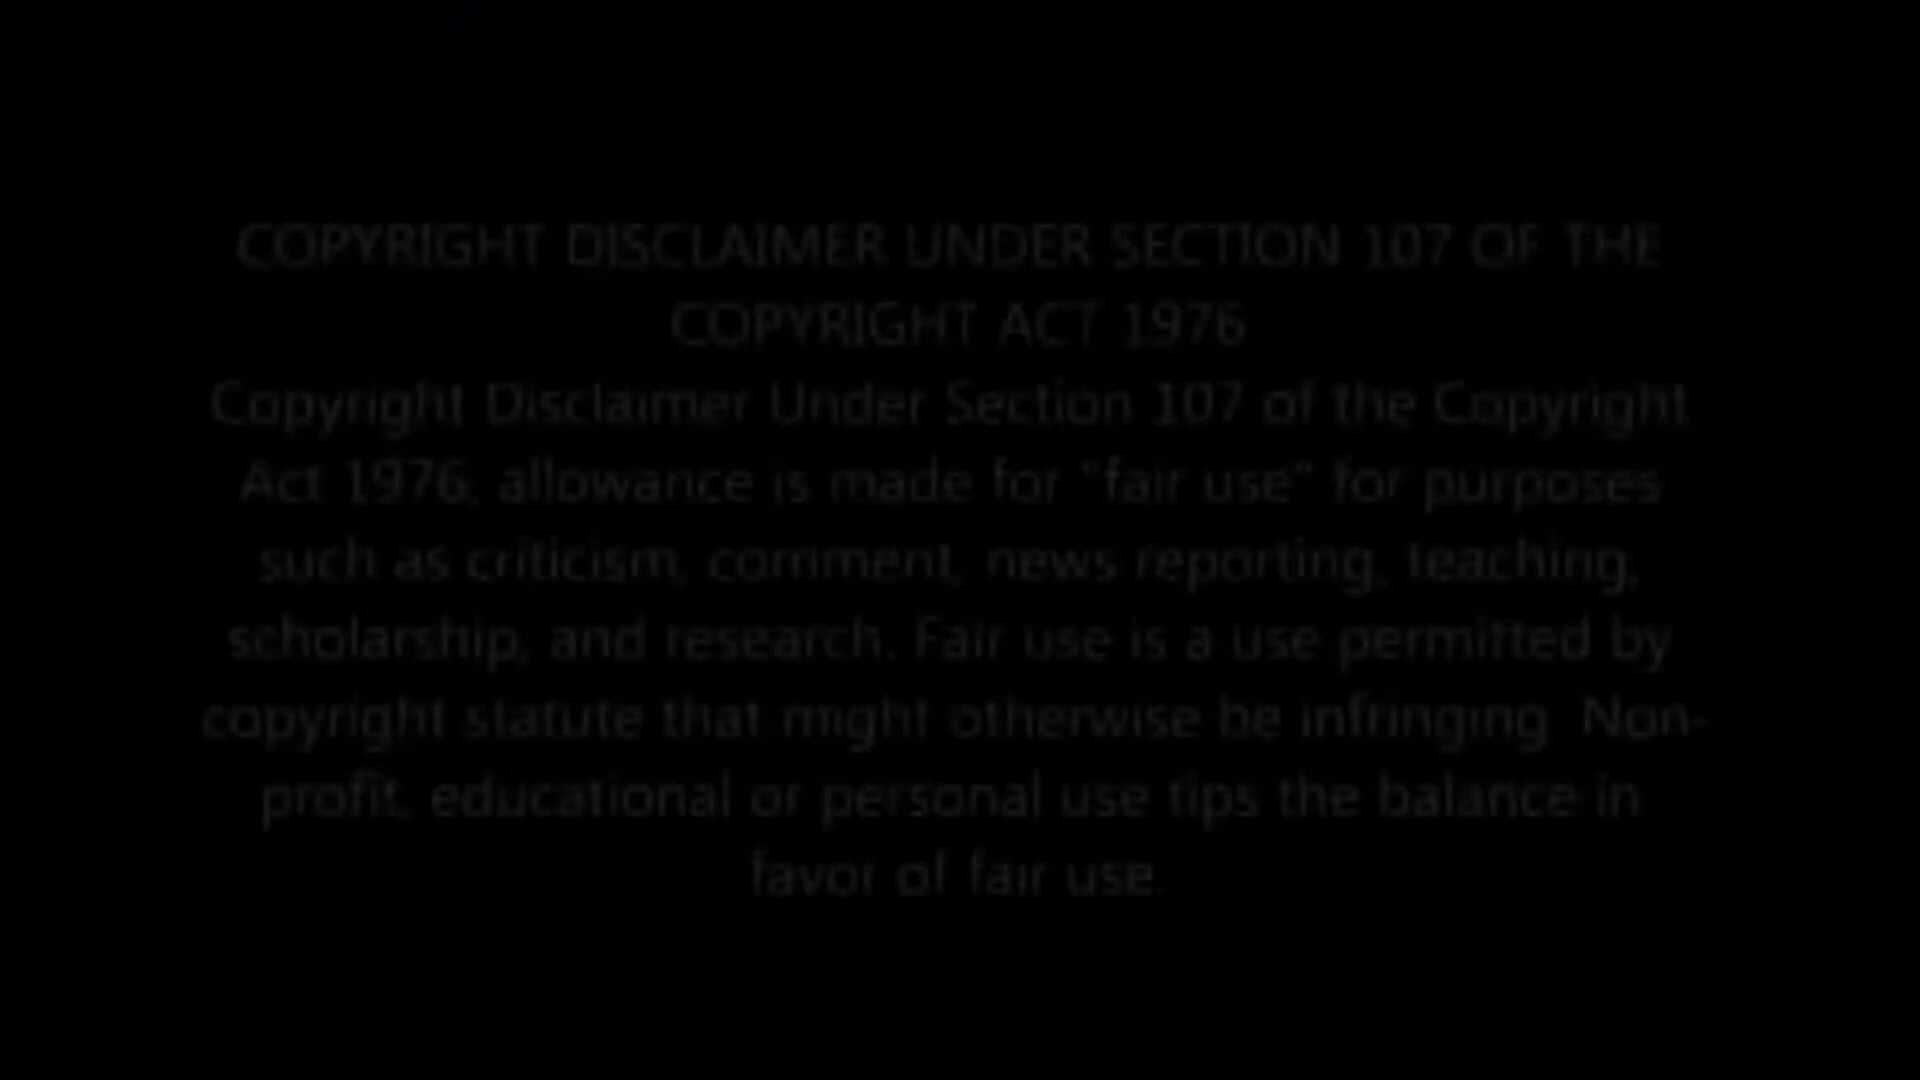 COPYRIGHT DISCLAIMER UNDER SECTION 107 OF THE
COPYRIGHT ACT 1976
Copyright Disclaimer Under Section 107 of the Copyright
Act 1976, allowance is made for "fair use" for purposes
such as criticism, comment, news reporting, teaching,
scholarship, and research. Fair use is a use permitted by
copyright statute that might otherwise be infringing. Non-
profit, educational or personal use tips the balance in
favor of fair use.